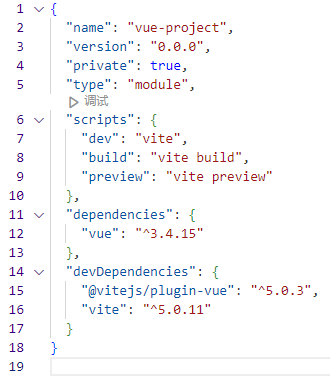 1 {
2 "name": "vue-project",
3 "version": "0.0.0",
4 "private": true,
5 "type": "module",
调试
6 "scripts": {
7 "dev": "vite",
8 "build": "vite build",
9 "preview": "vite preview"
10 },
11 "dependencies": {
12 "vue": "^3.4.15"
13 },
14 "devDependencies": {
15 "@vitejs/plugin-vue": "^5.0.3",
16 "vite": "^5.0.11"
17 }
18 }
19